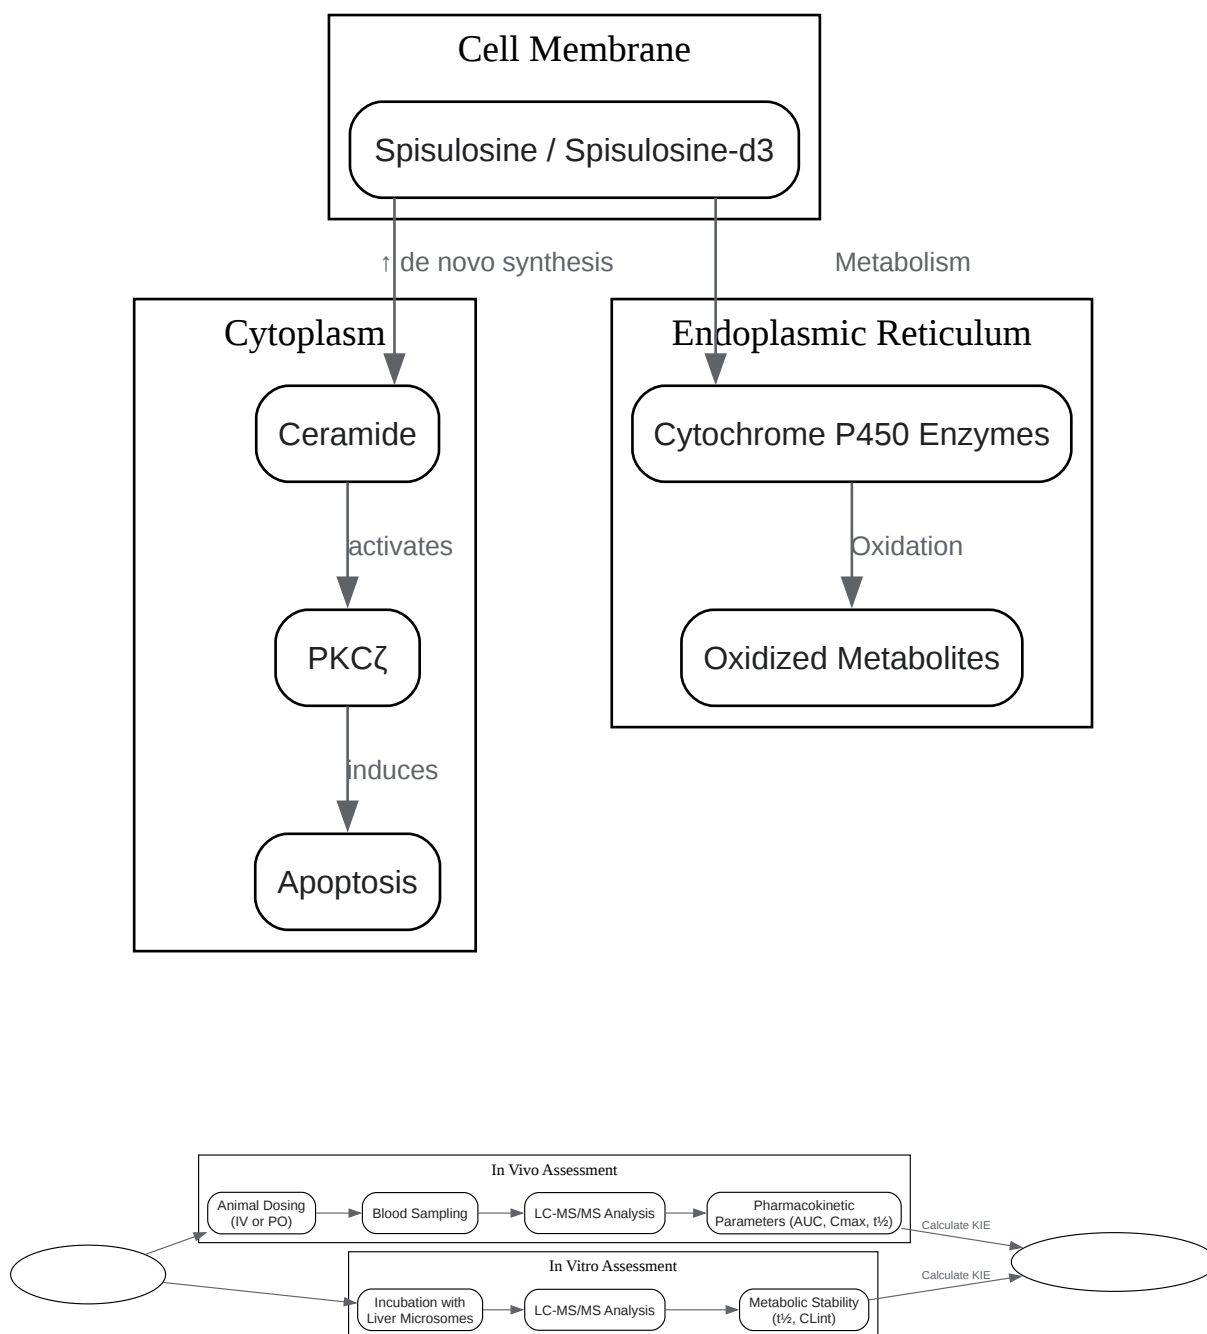 Cell Membrane
Spisulosine / Spisulosine-d3
↑ de novo synthesis
Metabolism
Cytoplasm
Endoplasmic Reticulum
Ceramide
Cytochrome P450 Enzymes
activates
Oxidation
PKCζ
Oxidized Metabolites
induces
Apoptosis
In Vivo Assessment
Animal Dosing
(IV or PO)
Blood Sampling
LC-MS/MS Analysis
Pharmacokinetic
Parameters (AUC, Cmax, t½)
Calculate KIE
In Vitro Assessment
Incubation with
Liver Microsomes
LC-MS/MS Analysis
Metabolic Stability
(t½, CLint)
Calculate KIE